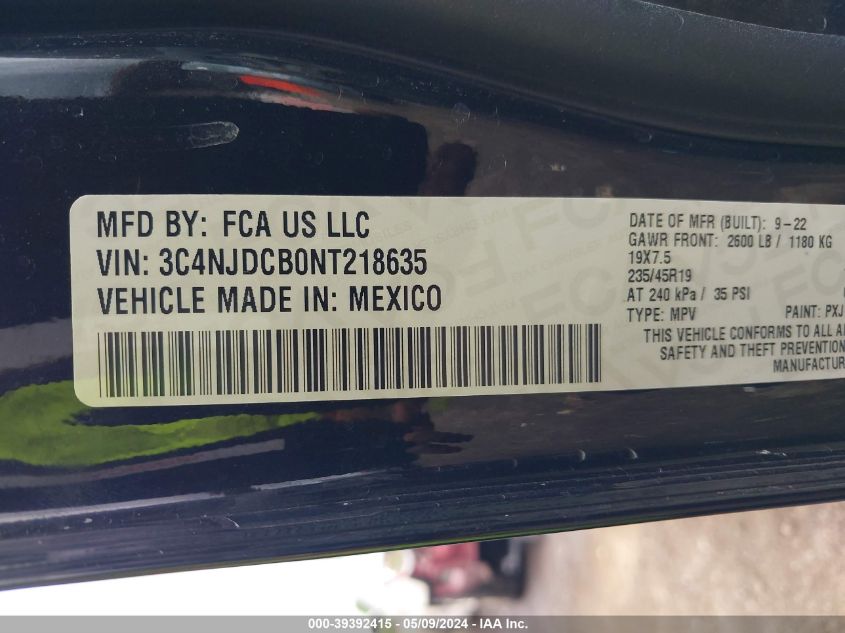 MFD BY: FCA US LLC
VIN: 3C4NJDCB0NT218635
VEHICLE MADE IN: MEXICO
DATE OF MFR (BUILT): 9-22
GAWR FRONT: 2600 LB / 1180 KG
19X7.5
235/45R19
AT 240 kPa / 35 PSI
TYPE: MPV PAINT: PXJ
THIS VEHICLE CONFORMS TO ALL
SAFETY AND THEFT PREVENTION
MANUFACTUR
000-39392415 - 05/09/2024 - IAA Inc.